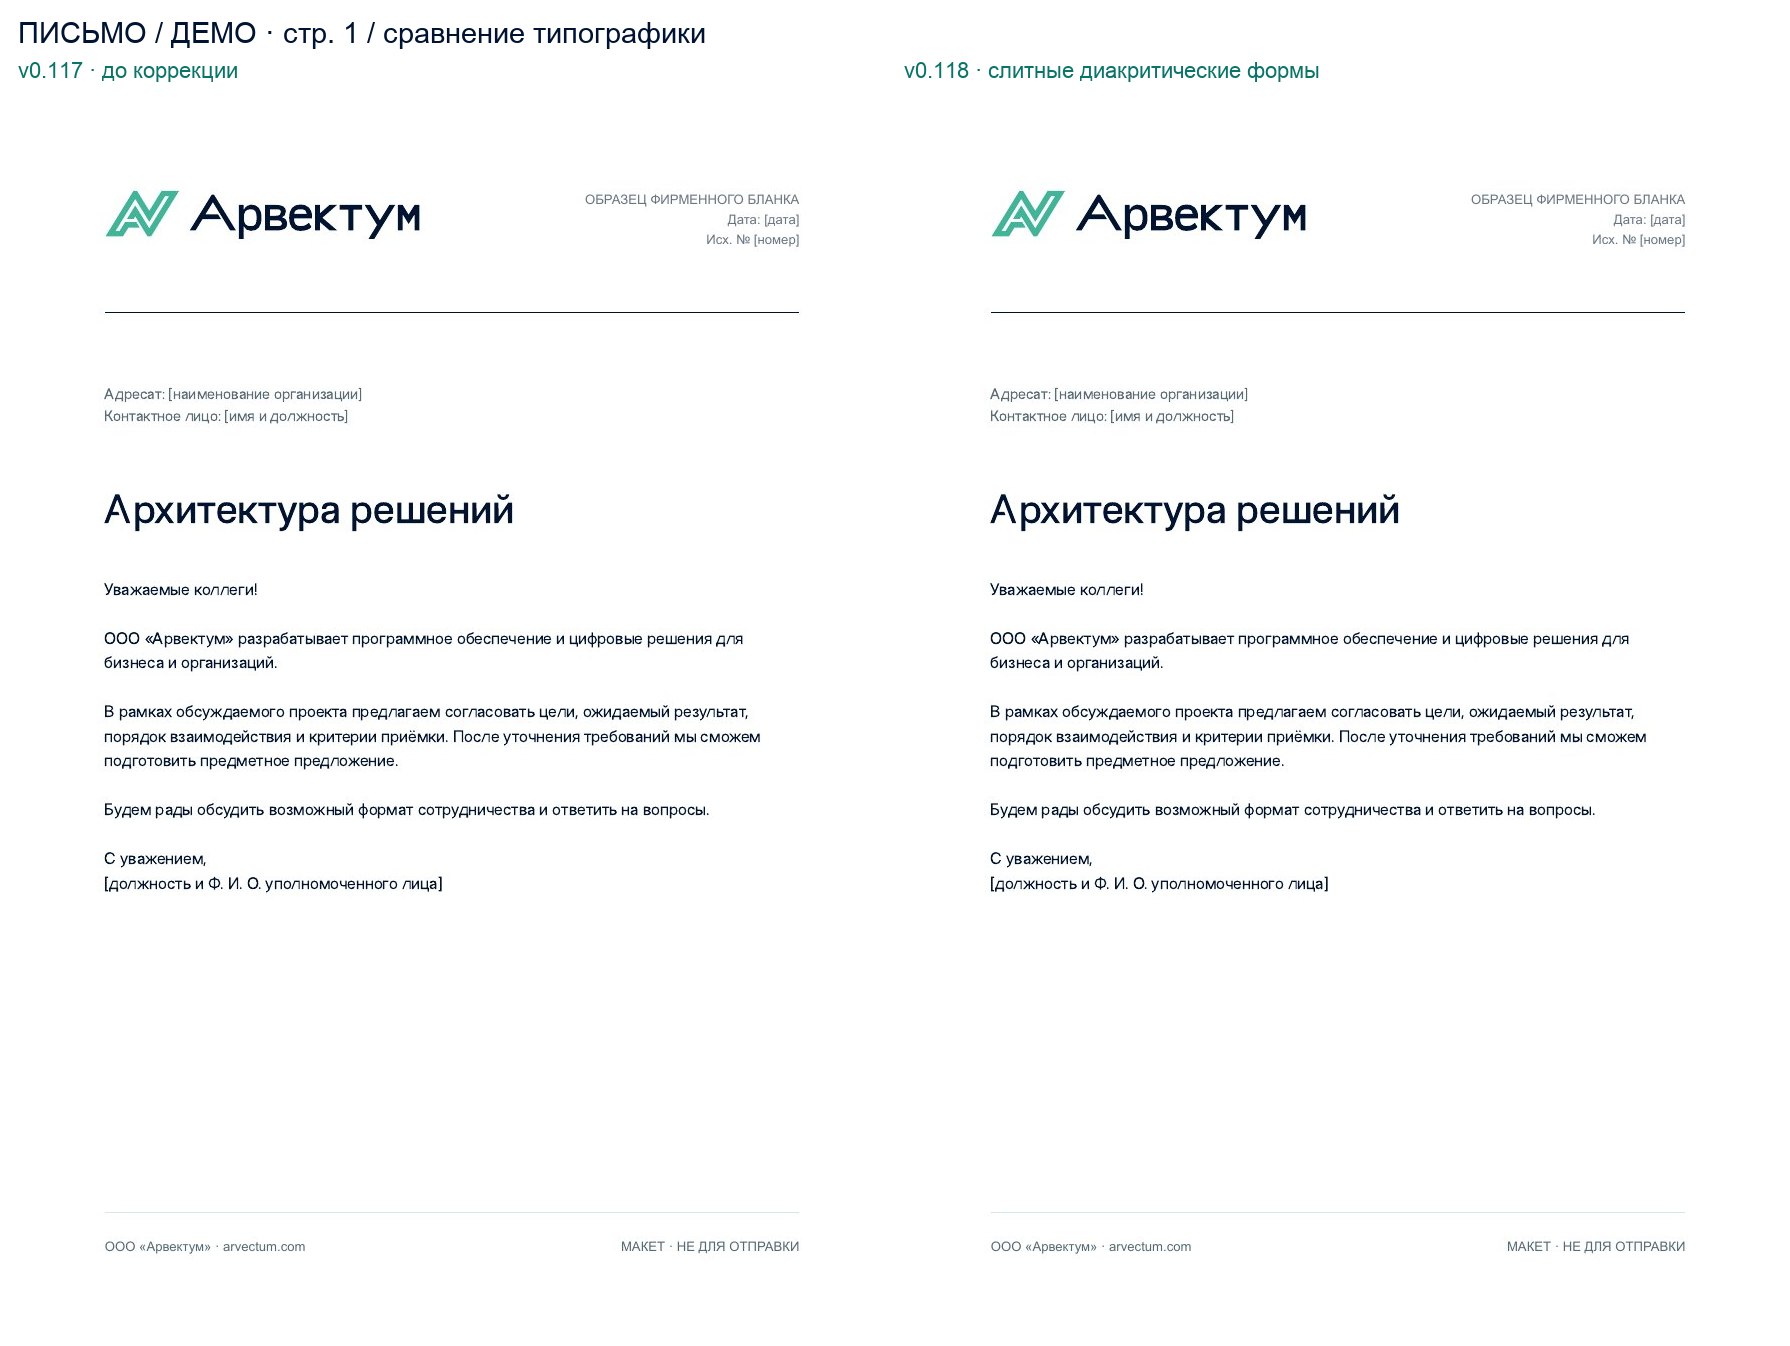 ПИСЬМО / ДЕМО · стр. 1 / сравнение типографики
v0.117 · до коррекции
Арвектум
ОБРАЗЕЦ ФИРМЕННОГО БЛАНКА
Дата: [дата]
Исх. № [номер]
Адресат: [наименование организации]
Контактное лицо: [имя и должность]
Архитектура решений
Уважаемые коллеги!
ООО «Арвектум» разрабатывает программное обеспечение и цифровые решения для
бизнеса и организаций.
В рамках обсуждаемого проекта предлагаем согласовать цели, ожидаемый результат,
порядок взаимодействия и критерии приёмки. После уточнения требований мы сможем
подготовить предметное предложение.
Будем рады обсудить возможный формат сотрудничества и ответить на вопросы.
С уважением,
[должность и Ф. И. О. уполномоченного лица]
ООО «Арвектум» · arvectum.com
МАКЕТ · НЕ ДЛЯ ОТПРАВКИ
v0.118 · слитные диакритические формы
Арвектум
ОБРАЗЕЦ ФИРМЕННОГО БЛАНКА
Дата: [дата]
Исх. № [номер]
Адресат: [наименование организации]
Контактное лицо: [имя и должность]
Архитектура решений
Уважаемые коллеги!
ООО «Арвектум» разрабатывает программное обеспечение и цифровые решения для
бизнеса и организаций.
В рамках обсуждаемого проекта предлагаем согласовать цели, ожидаемый результат,
порядок взаимодействия и критерии приёмки. После уточнения требований мы сможем
подготовить предметное предложение.
Будем рады обсудить возможный формат сотрудничества и ответить на вопросы.
С уважением,
[должность и Ф. И. О. уполномоченного лица]
ООО «Арвектум» · arvectum.com
МАКЕТ · НЕ ДЛЯ ОТПРАВКИ